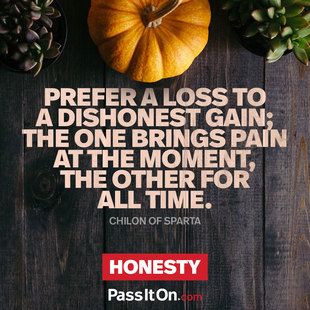 PREFER A LOSS TO
A DISHONEST GAIN;
THE ONE BRINGS PAIN
AT THE MOMENT,
THE OTHER FOR
ALL TIME.
CHILON OF SPARTA
HONESTY
PassItOn.com